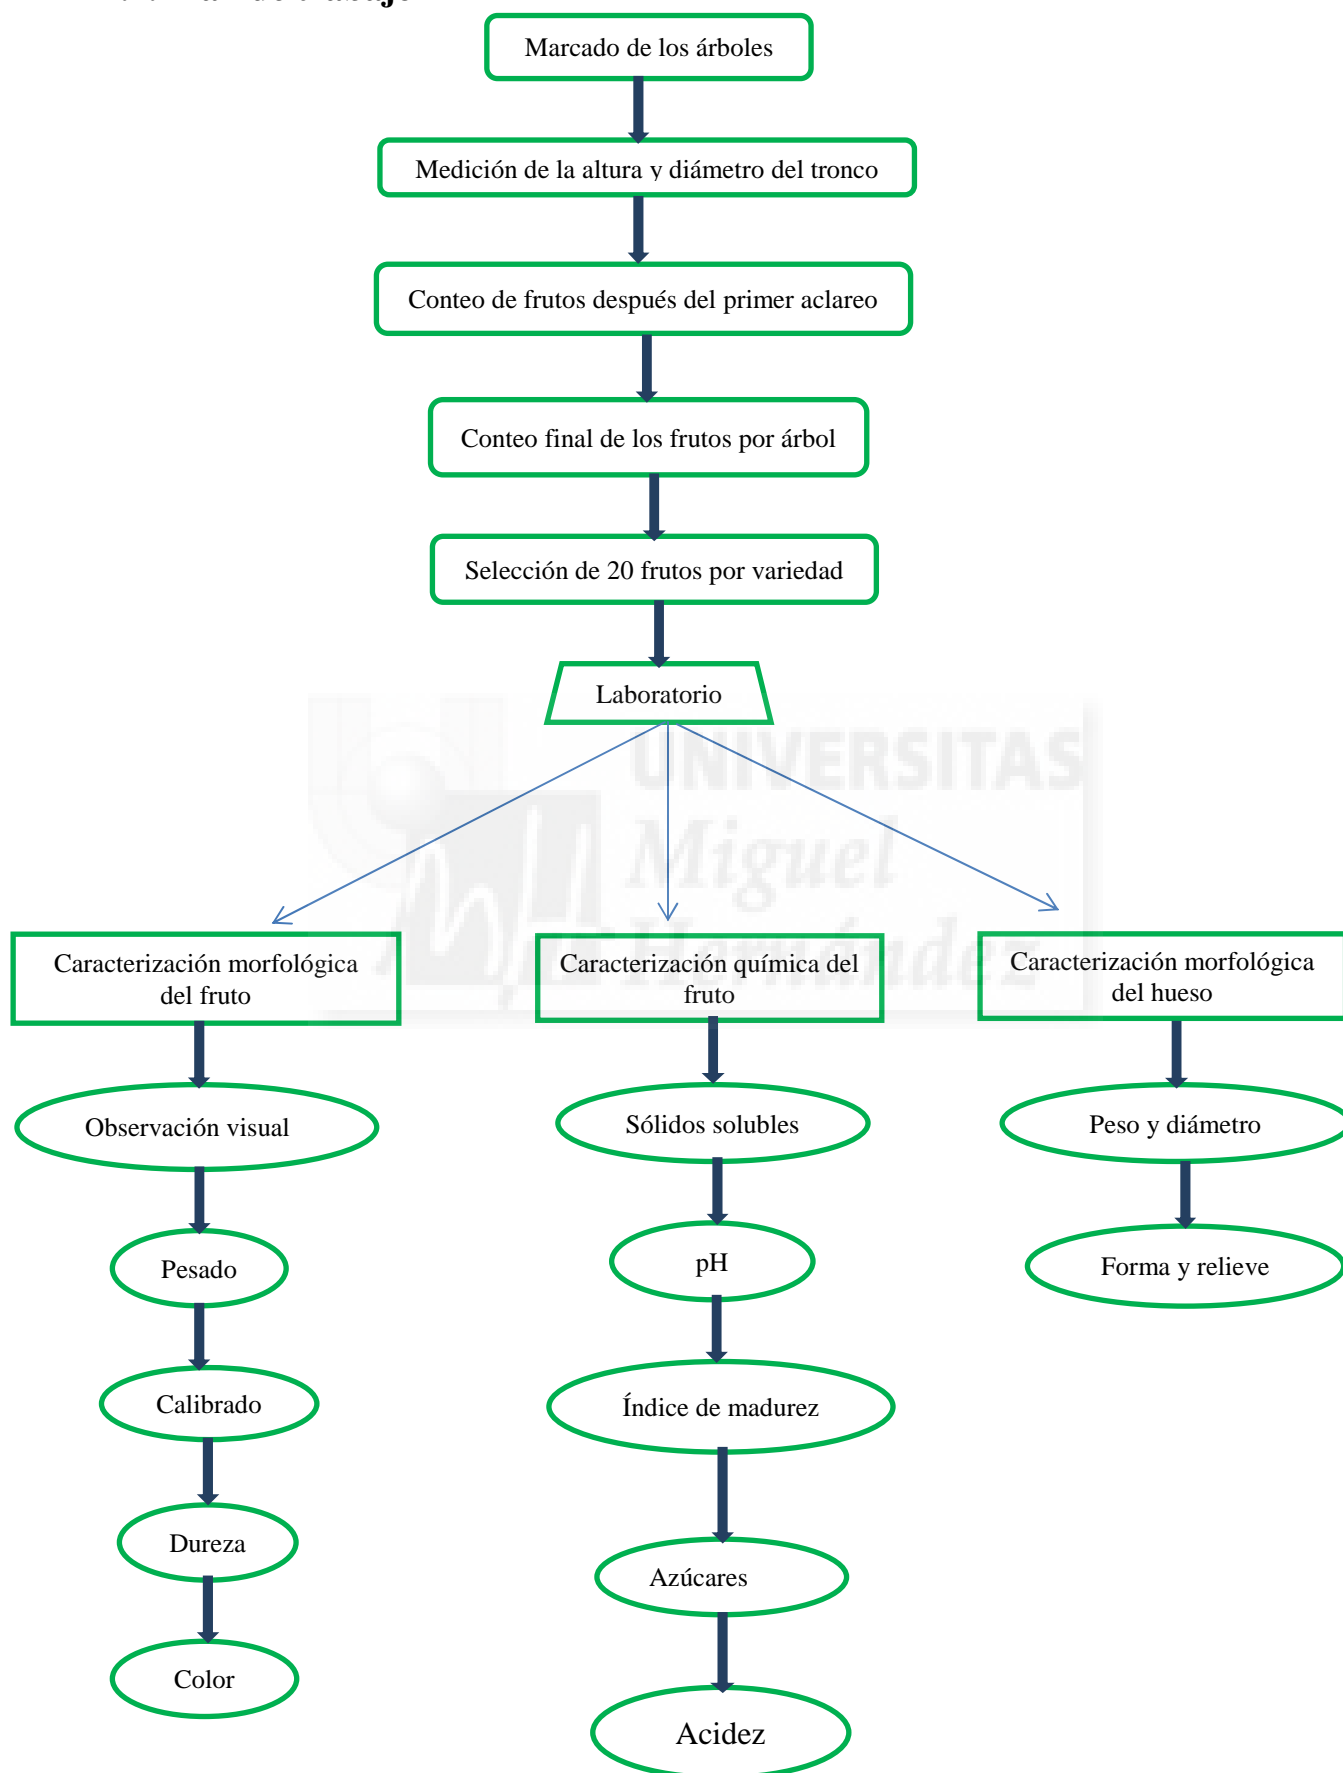 Marcado de los árboles
Medición de la altura y diámetro del tronco
Conteo de frutos después del primer aclareo
Conteo final de los frutos por árbol
Selección de 20 frutos por variedad
Laboratorio
UNIVERSITAS
Miguel
Hernández
Caracterización morfológica
del fruto
Caracterización química del
fruto
Caracterización morfológica
del hueso
Observación visual
Sólidos solubles
Peso y diámetro
Pesado
pH
Forma y relieve
Calibrado
Índice de madurez
Dureza
Azúcares
Color
Acidez